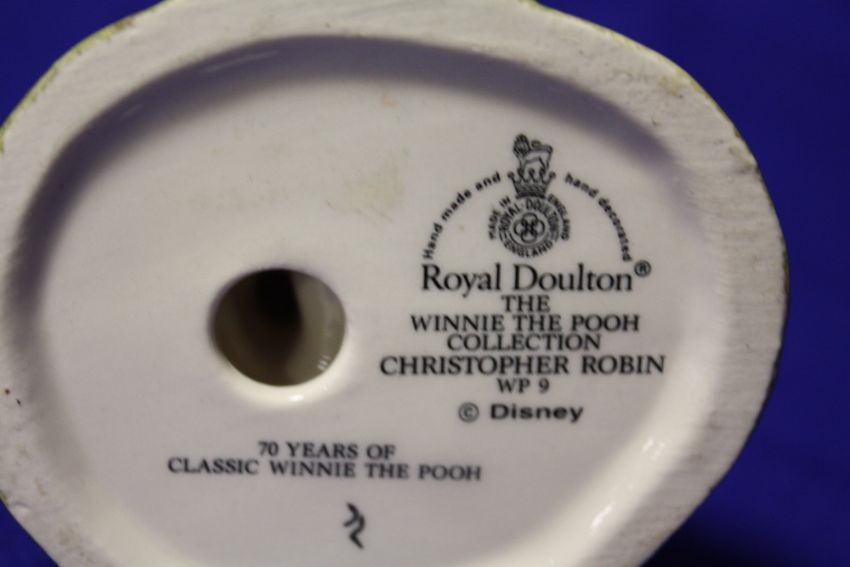 Hand made and hand decorated
MADE IN ENGLAND
ROYAL · DOULTON
ENGLAND
Royal Doulton®
THE
WINNIE THE POOH
COLLECTION
CHRISTOPHER ROBIN
WP 9
© Disney
70 YEARS OF
CLASSIC WINNIE THE POOH